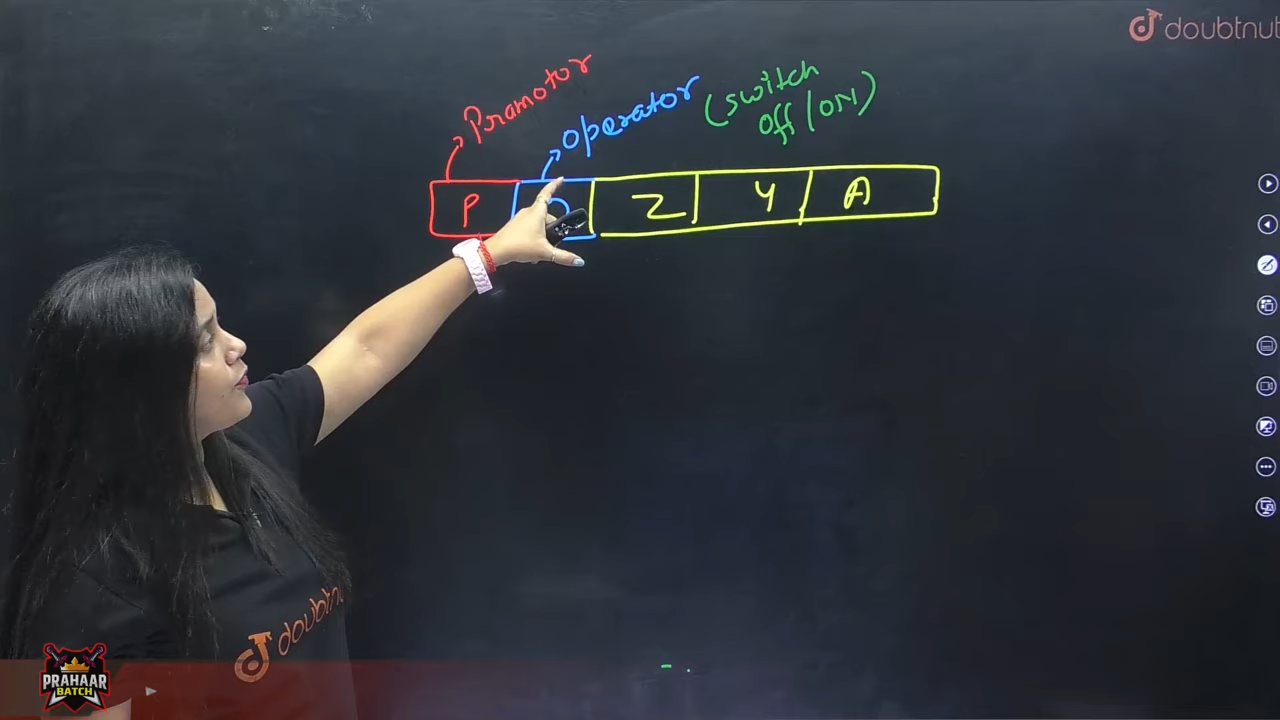 doubtnut
Pramotor
operator
(switch
off/ON)
P
Z Y A
doubtnut
PRAHAAR
BATCH